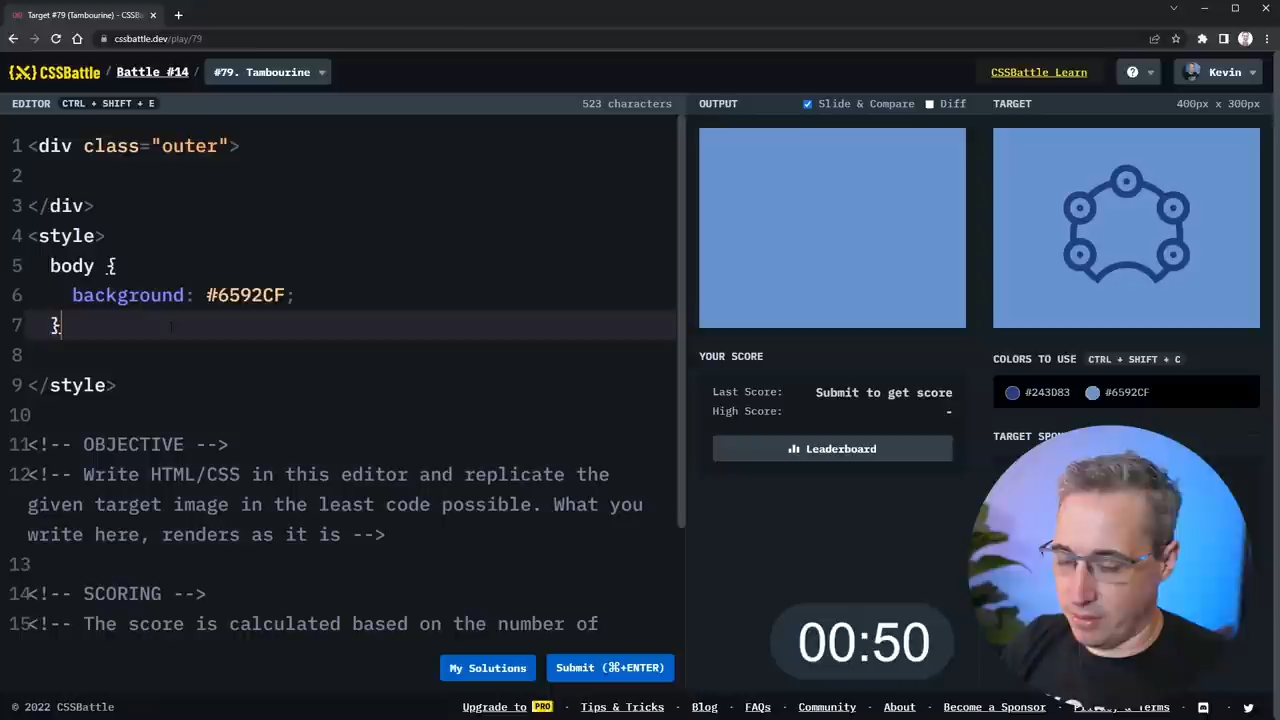 Target #79 (Tambourine) - CSSBat
cssbattle.dev/play/79
{X} CSSBattle / Battle #14 / #79. Tambourine
CSSBattle Learn
?
Kevin
EDITOR CTRL + SHIFT + E
523 characters
OUTPUT
Slide & Compare
Diff
TARGET
400px x 300px
1 <div class="outer">
2
3 </div>
4 <style>
5 body {
6 background: #6592CF;
7 }
8
9 </style>
10
11 <!-- OBJECTIVE -->
12 <!-- Write HTML/CSS in this editor and replicate the
given target image in the least code possible. What you
write here, renders as it is -->
13
14 <!-- SCORING -->
15 <!-- The score is calculated based on the number of
YOUR SCORE
Last Score: Submit to get score
High Score: -
Leaderboard
COLORS TO USE CTRL + SHIFT + C
#243D83 #6592CF
TARGET
00:50
My Solutions
Submit (⌘+ENTER)
© 2022 CSSBattle
Upgrade to PRO
Tips & Tricks
Blog
FAQs
Community
About
Become a Sponsor
& Terms